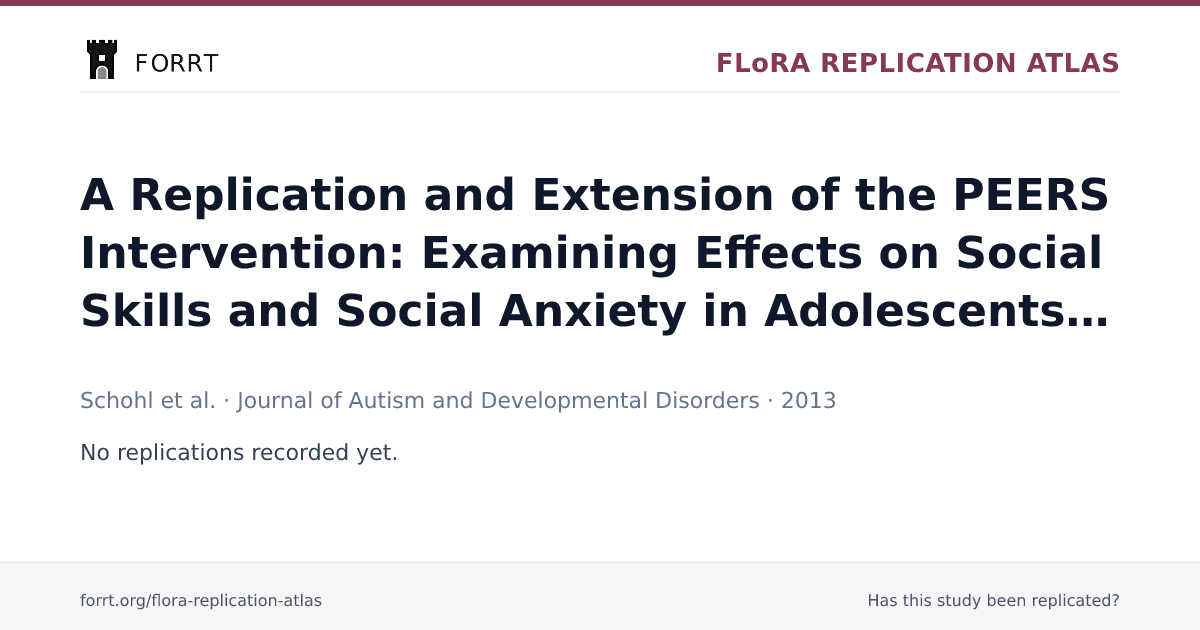 FORRT
FLoRA REPLICATION ATLAS
A Replication and Extension of the PEERS
Intervention: Examining Effects on Social
Skills and Social Anxiety in Adolescents…
Schohl et al. · Journal of Autism and Developmental Disorders · 2013
No replications recorded yet.
forrt.org/flora-replication-atlas
Has this study been replicated?